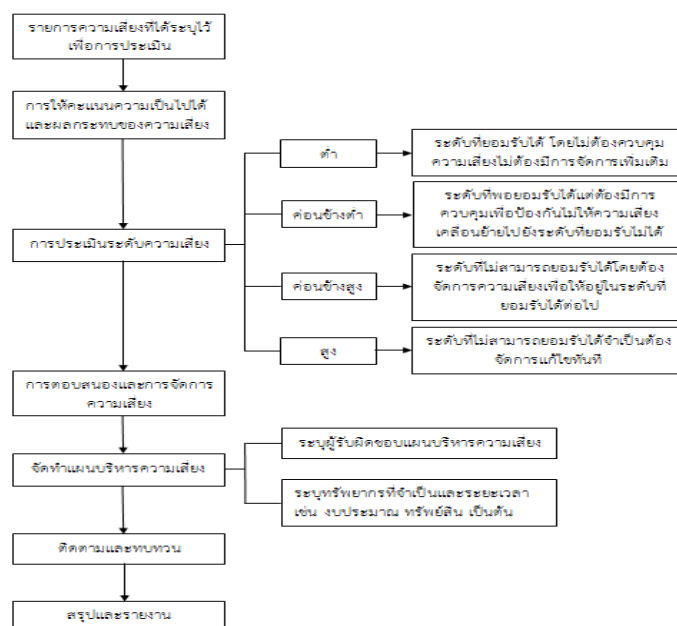 รายการความเสี่ยงที่ได้ระบุไว้
เพื่อการประเมิน
การให้คะแนนความเป็นไปได้
และผลกระทบของความเสี่ยง
การประเมินระดับความเสี่ยง
ต่ำ
ระดับที่ยอมรับได้ โดยไม่ต้องควบคุม
ความเสี่ยงไม่ต้องมีการจัดการเพิ่มเติม
ค่อนข้างต่ำ
ระดับที่พอยอมรับได้แต่ต้องมีการ
ควบคุมเพื่อป้องกันไม่ให้ความเสี่ยง
เคลื่อนย้ายไปยังระดับที่ยอมรับไม่ได้
ค่อนข้างสูง
ระดับที่ไม่สามารถยอมรับได้โดยต้อง
จัดการความเสี่ยงเพื่อให้อยู่ในระดับที่
ยอมรับได้ต่อไป
สูง
ระดับที่ไม่สามารถยอมรับได้จำเป็นต้อง
จัดการแก้ไขทันที
การตอบสนองและการจัดการ
ความเสี่ยง
จัดทำแผนบริหารความเสี่ยง
ระบุผู้รับผิดชอบแผนบริหารความเสี่ยง
ระบุทรัพยากรที่จำเป็นและระยะเวลา
เช่น งบประมาณ ทรัพย์สิน เป็นต้น
ติดตามและทบทวน
สรุปและรายงาน